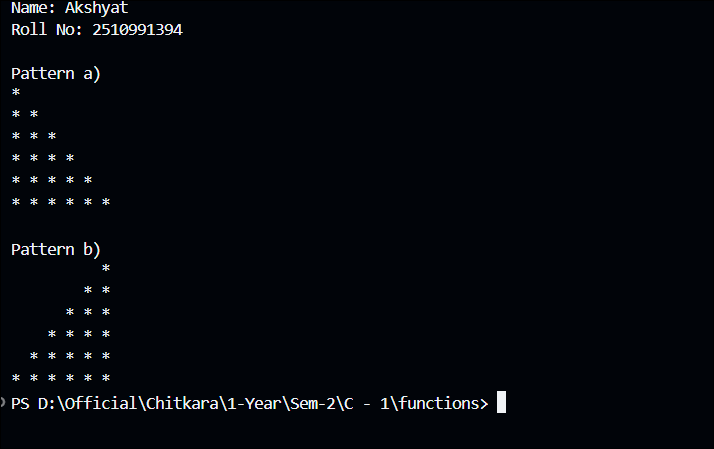 Name: Akshyat
Roll No: 2510991394

Pattern a)
*
* *
* * *
* * * *
* * * * *
* * * * * *

Pattern b)
          *
        * *
      * * *
    * * * *
  * * * * *
* * * * * *
PS D:\Official\Chitkara\1-Year\Sem-2\C - 1\functions>